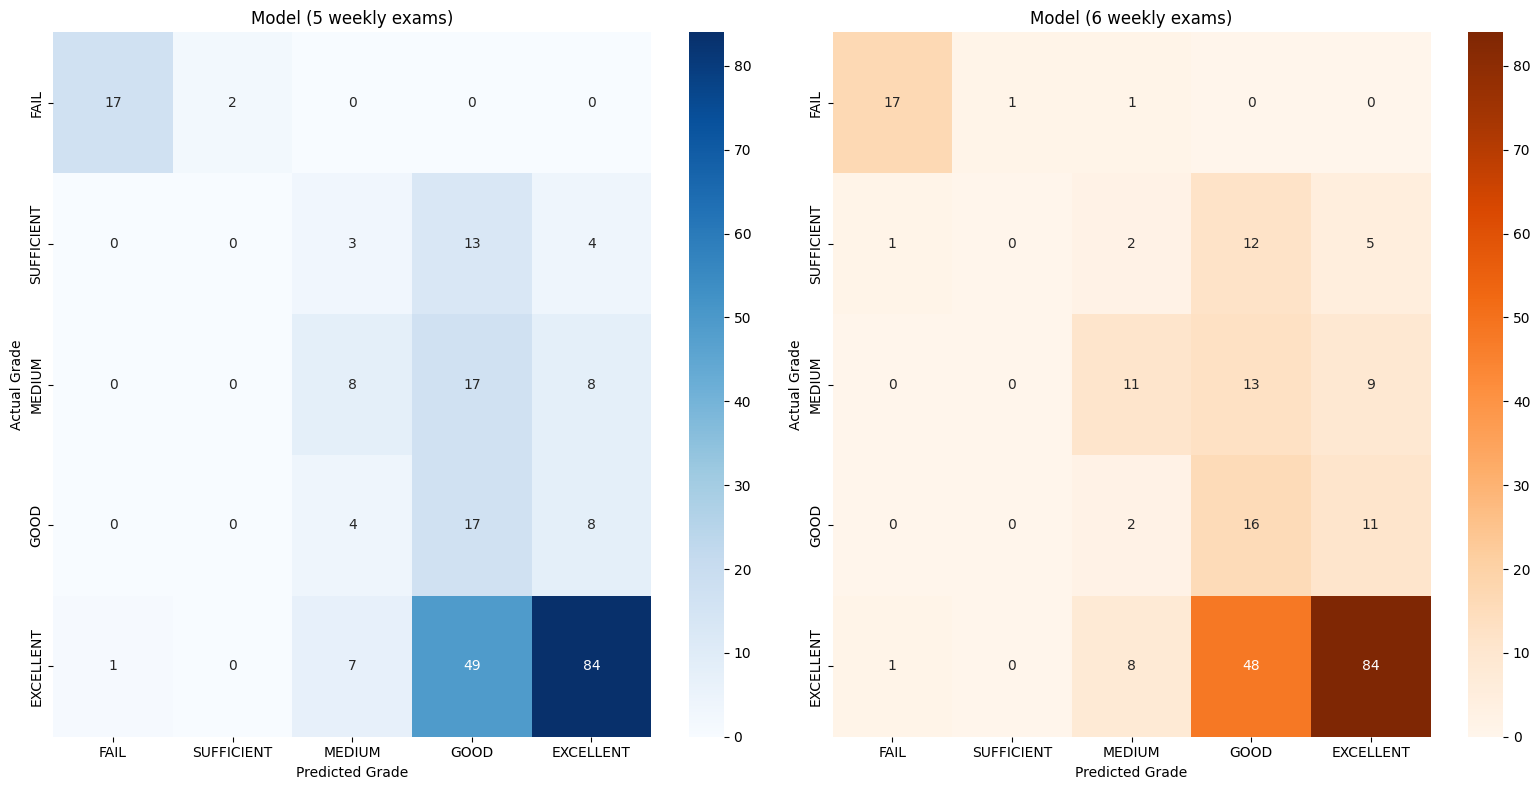 Model (5 weekly exams)
Actual Grade
FAIL 17 2 0 0 0
SUFFICIENT 0 0 3 13 4
MEDIUM 0 0 8 17 8
GOOD 0 0 4 17 8
EXCELLENT 1 0 7 49 84
FAIL SUFFICIENT MEDIUM GOOD EXCELLENT
Predicted Grade
80
70
60
50
40
30
20
10
0
Model (6 weekly exams)
Actual Grade
FAIL 17 1 1 0 0
SUFFICIENT 1 0 2 12 5
MEDIUM 0 0 11 13 9
GOOD 0 0 2 16 11
EXCELLENT 1 0 8 48 84
FAIL SUFFICIENT MEDIUM GOOD EXCELLENT
Predicted Grade
80
70
60
50
40
30
20
10
0